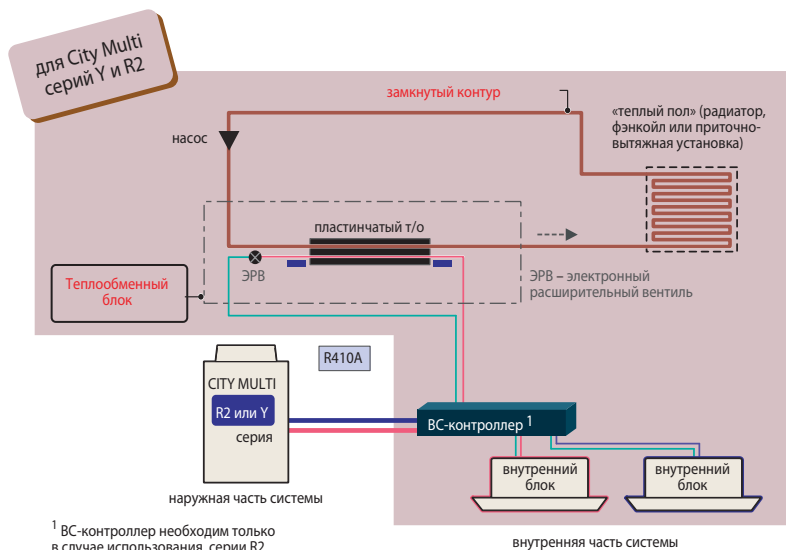 для City Multi
серий Y и R2
замкнутый контур
«теплый пол» (радиатор,
фэнкойл или приточно-
вытяжная установка)
насос
пластинчатый т/о
ЭРВ
ЭРВ – электронный
расширительный вентиль
Теплообменный
блок
R410A
CITY MULTI
R2 или Y
серия
ВС-контроллер 1
внутренний
блок
внутренний
блок
наружная часть системы
1 ВС-контроллер необходим только
в случае использования серии R2
внутренняя часть системы